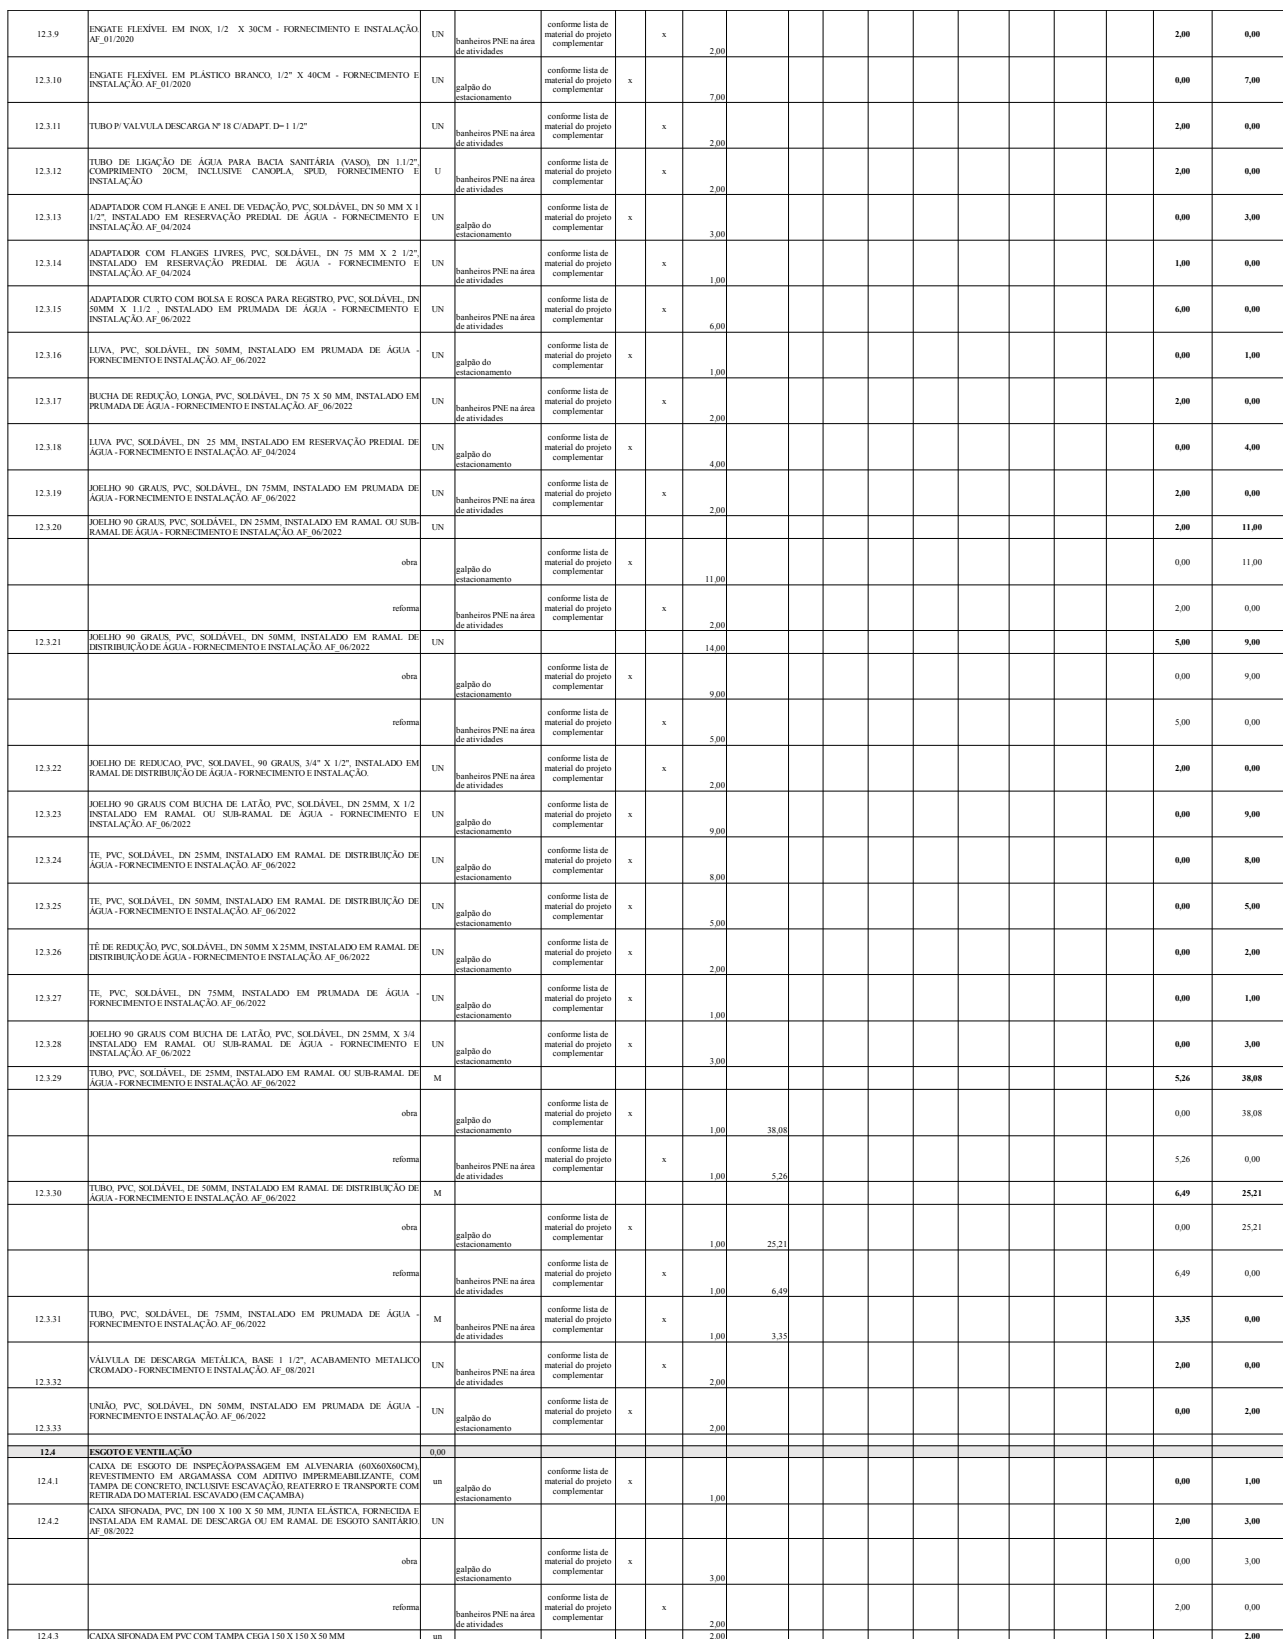 12.3.9 ENGATE FLEXÍVEL EM INOX, 1/2 X 30CM - FORNECIMENTO E INSTALAÇÃO. AF_01/2020 UN banheiros PNE na área de atividades conforme lista de material do projeto complementar x 2,00 2,00 0,00
12.3.10 ENGATE FLEXÍVEL EM PLÁSTICO BRANCO, 1/2" X 40CM - FORNECIMENTO E INSTALAÇÃO. AF_01/2020 UN galpão do estacionamento conforme lista de material do projeto complementar x 7,00 0,00 7,00
12.3.11 TUBO P/ VALVULA DESCARGA Nº 18 C/ADAPT. D= 1 1/2" UN banheiros PNE na área de atividades conforme lista de material do projeto complementar x 2,00 2,00 0,00
12.3.12 TUBO DE LIGAÇÃO DE ÁGUA PARA BACIA SANITÁRIA (VASO), DN 1.1/2", COMPRIMENTO 20CM, INCLUSIVE CANOPLA, SPUD, FORNECIMENTO E INSTALAÇÃO U banheiros PNE na área de atividades conforme lista de material do projeto complementar x 2,00 2,00 0,00
12.3.13 ADAPTADOR COM FLANGE E ANEL DE VEDAÇÃO, PVC, SOLDÁVEL, DN 50 MM X 1 1/2", INSTALADO EM RESERVAÇÃO PREDIAL DE ÁGUA - FORNECIMENTO E INSTALAÇÃO. AF_04/2024 UN galpão do estacionamento conforme lista de material do projeto complementar x 3,00 0,00 3,00
12.3.14 ADAPTADOR COM FLANGES LIVRES, PVC, SOLDÁVEL, DN 75 MM X 2 1/2", INSTALADO EM RESERVAÇÃO PREDIAL DE ÁGUA - FORNECIMENTO E INSTALAÇÃO. AF_04/2024 UN banheiros PNE na área de atividades conforme lista de material do projeto complementar x 1,00 1,00 0,00
12.3.15 ADAPTADOR CURTO COM BOLSA E ROSCA PARA REGISTRO, PVC, SOLDÁVEL, DN 50MM X 1.1/2 , INSTALADO EM PRUMADA DE ÁGUA - FORNECIMENTO E INSTALAÇÃO. AF_06/2022 UN banheiros PNE na área de atividades conforme lista de material do projeto complementar x 6,00 6,00 0,00
12.3.16 LUVA, PVC, SOLDÁVEL, DN 50MM, INSTALADO EM PRUMADA DE ÁGUA - FORNECIMENTO E INSTALAÇÃO. AF_06/2022 UN galpão do estacionamento conforme lista de material do projeto complementar x 1,00 0,00 1,00
12.3.17 BUCHA DE REDUÇÃO, LONGA, PVC, SOLDÁVEL, DN 75 X 50 MM, INSTALADO EM PRUMADA DE ÁGUA - FORNECIMENTO E INSTALAÇÃO. AF_06/2022 UN banheiros PNE na área de atividades conforme lista de material do projeto complementar x 2,00 2,00 0,00
12.3.18 LUVA PVC, SOLDÁVEL, DN 25 MM, INSTALADO EM RESERVAÇÃO PREDIAL DE ÁGUA - FORNECIMENTO E INSTALAÇÃO. AF_04/2024 UN galpão do estacionamento conforme lista de material do projeto complementar x 4,00 0,00 4,00
12.3.19 JOELHO 90 GRAUS, PVC, SOLDÁVEL, DN 75MM, INSTALADO EM PRUMADA DE ÁGUA - FORNECIMENTO E INSTALAÇÃO. AF_06/2022 UN banheiros PNE na área de atividades conforme lista de material do projeto complementar x 2,00 2,00 0,00
12.3.20 JOELHO 90 GRAUS, PVC, SOLDÁVEL, DN 25MM, INSTALADO EM RAMAL OU SUB-RAMAL DE ÁGUA - FORNECIMENTO E INSTALAÇÃO. AF_06/2022 UN 2,00 11,00
obra galpão do estacionamento conforme lista de material do projeto complementar x 11,00 0,00 11,00
reforma banheiros PNE na área de atividades conforme lista de material do projeto complementar x 2,00 2,00 0,00
12.3.21 JOELHO 90 GRAUS, PVC, SOLDÁVEL, DN 50MM, INSTALADO EM RAMAL DE DISTRIBUIÇÃO DE ÁGUA - FORNECIMENTO E INSTALAÇÃO. AF_06/2022 UN 14,00 5,00 9,00
obra galpão do estacionamento conforme lista de material do projeto complementar x 9,00 0,00 9,00
reforma banheiros PNE na área de atividades conforme lista de material do projeto complementar x 5,00 5,00 0,00
12.3.22 JOELHO DE REDUCAO, PVC, SOLDAVEL, 90 GRAUS, 3/4" X 1/2", INSTALADO EM RAMAL DE DISTRIBUIÇÃO DE ÁGUA - FORNECIMENTO E INSTALAÇÃO. UN banheiros PNE na área de atividades conforme lista de material do projeto complementar x 2,00 2,00 0,00
12.3.23 JOELHO 90 GRAUS COM BUCHA DE LATÃO, PVC, SOLDÁVEL, DN 25MM, X 1/2 INSTALADO EM RAMAL OU SUB-RAMAL DE ÁGUA - FORNECIMENTO E INSTALAÇÃO. AF_06/2022 UN galpão do estacionamento conforme lista de material do projeto complementar x 9,00 0,00 9,00
12.3.24 TE, PVC, SOLDÁVEL, DN 25MM, INSTALADO EM RAMAL DE DISTRIBUIÇÃO DE ÁGUA - FORNECIMENTO E INSTALAÇÃO. AF_06/2022 UN galpão do estacionamento conforme lista de material do projeto complementar x 8,00 0,00 8,00
12.3.25 TE, PVC, SOLDÁVEL, DN 50MM, INSTALADO EM RAMAL DE DISTRIBUIÇÃO DE ÁGUA - FORNECIMENTO E INSTALAÇÃO. AF_06/2022 UN galpão do estacionamento conforme lista de material do projeto complementar x 5,00 0,00 5,00
12.3.26 TÊ DE REDUÇÃO, PVC, SOLDÁVEL, DN 50MM X 25MM, INSTALADO EM RAMAL DE DISTRIBUIÇÃO DE ÁGUA - FORNECIMENTO E INSTALAÇÃO. AF_06/2022 UN galpão do estacionamento conforme lista de material do projeto complementar x 2,00 0,00 2,00
12.3.27 TE, PVC, SOLDÁVEL, DN 75MM, INSTALADO EM PRUMADA DE ÁGUA - FORNECIMENTO E INSTALAÇÃO. AF_06/2022 UN galpão do estacionamento conforme lista de material do projeto complementar x 1,00 0,00 1,00
12.3.28 JOELHO 90 GRAUS COM BUCHA DE LATÃO, PVC, SOLDÁVEL, DN 25MM, X 3/4 INSTALADO EM RAMAL OU SUB-RAMAL DE ÁGUA - FORNECIMENTO E INSTALAÇÃO. AF_06/2022 UN galpão do estacionamento conforme lista de material do projeto complementar x 3,00 0,00 3,00
12.3.29 TUBO, PVC, SOLDÁVEL, DE 25MM, INSTALADO EM RAMAL OU SUB-RAMAL DE ÁGUA - FORNECIMENTO E INSTALAÇÃO. AF_06/2022 M 5,26 38,08
obra galpão do estacionamento conforme lista de material do projeto complementar x 1,00 38,08 0,00 38,08
reforma banheiros PNE na área de atividades conforme lista de material do projeto complementar x 1,00 5,26 5,26 0,00
12.3.30 TUBO, PVC, SOLDÁVEL, DE 50MM, INSTALADO EM RAMAL DE DISTRIBUIÇÃO DE ÁGUA - FORNECIMENTO E INSTALAÇÃO. AF_06/2022 M 6,49 25,21
obra galpão do estacionamento conforme lista de material do projeto complementar x 1,00 25,21 0,00 25,21
reforma banheiros PNE na área de atividades conforme lista de material do projeto complementar x 1,00 6,49 6,49 0,00
12.3.31 TUBO, PVC, SOLDÁVEL, DE 75MM, INSTALADO EM PRUMADA DE ÁGUA - FORNECIMENTO E INSTALAÇÃO. AF_06/2022 M banheiros PNE na área de atividades conforme lista de material do projeto complementar x 1,00 3,35 3,35 0,00
12.3.32 VÁLVULA DE DESCARGA METÁLICA, BASE 1 1/2", ACABAMENTO METALICO CROMADO - FORNECIMENTO E INSTALAÇÃO. AF_08/2021 UN banheiros PNE na área de atividades conforme lista de material do projeto complementar x 2,00 2,00 0,00
12.3.33 UNIÃO, PVC, SOLDÁVEL, DN 50MM, INSTALADO EM PRUMADA DE ÁGUA - FORNECIMENTO E INSTALAÇÃO. AF_06/2022 UN galpão do estacionamento conforme lista de material do projeto complementar x 2,00 0,00 2,00
12.4 ESGOTO E VENTILAÇÃO 0,00
12.4.1 CAIXA DE ESGOTO DE INSPEÇÃO/PASSAGEM EM ALVENARIA (60X60X60CM), REVESTIMENTO EM ARGAMASSA COM ADITIVO IMPERMEABILIZANTE, COM TAMPA DE CONCRETO, INCLUSIVE ESCAVAÇÃO, REATERRO E TRANSPORTE COM RETIRADA DO MATERIAL ESCAVADO (EM CAÇAMBA) un galpão do estacionamento conforme lista de material do projeto complementar x 1,00 0,00 1,00
12.4.2 CAIXA SIFONADA, PVC, DN 100 X 100 X 50 MM, JUNTA ELÁSTICA, FORNECIDA E INSTALADA EM RAMAL DE DESCARGA OU EM RAMAL DE ESGOTO SANITÁRIO. AF_08/2022 UN 2,00 3,00
obra galpão do estacionamento conforme lista de material do projeto complementar x 3,00 0,00 3,00
reforma banheiros PNE na área de atividades conforme lista de material do projeto complementar x 2,00 2,00 0,00
12.4.3 CAIXA SIFONADA EM PVC COM TAMPA CEGA 150 X 150 X 50 MM un 2,00 2,00